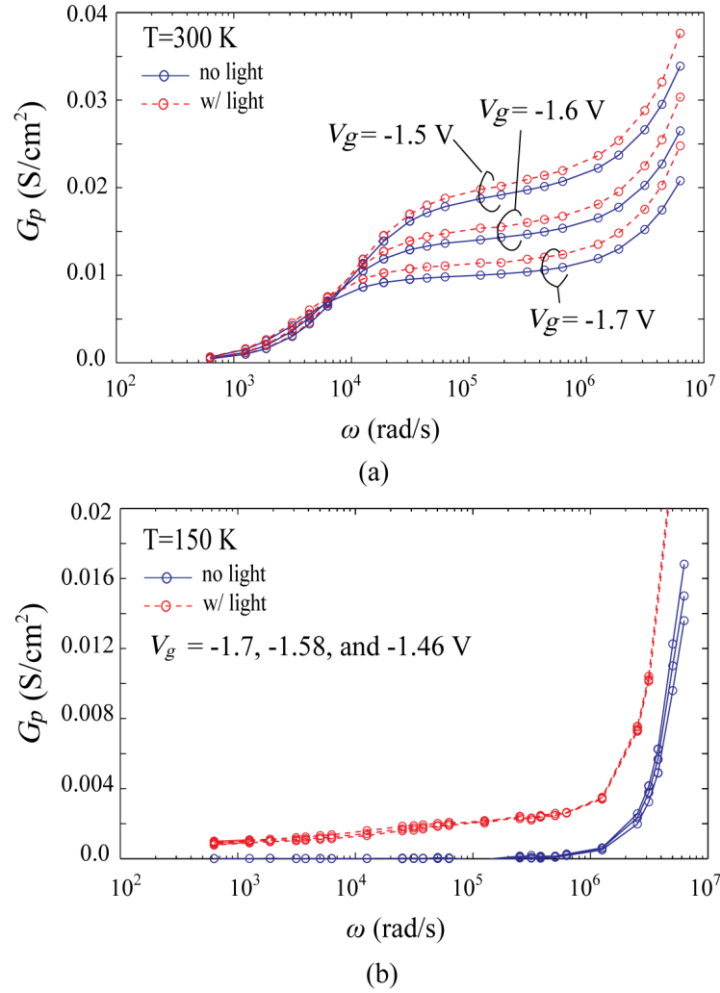 0.04
T=300 K
no light
w/ light
0.03
Vg= -1.6 V
Vg= -1.5 V
Gp (S/cm²)
0.02
0.01
Vg= -1.7 V
0.0
10² 10³ 10⁴ 10⁵ 10⁶ 10⁷
ω (rad/s)
(a)
0.02
T=150 K
0.016
no light
w/ light
Vg = -1.7, -1.58, and -1.46 V
0.012
Gp (S/cm²)
0.008
0.004
0.0
10² 10³ 10⁴ 10⁵ 10⁶ 10⁷
ω (rad/s)
(b)